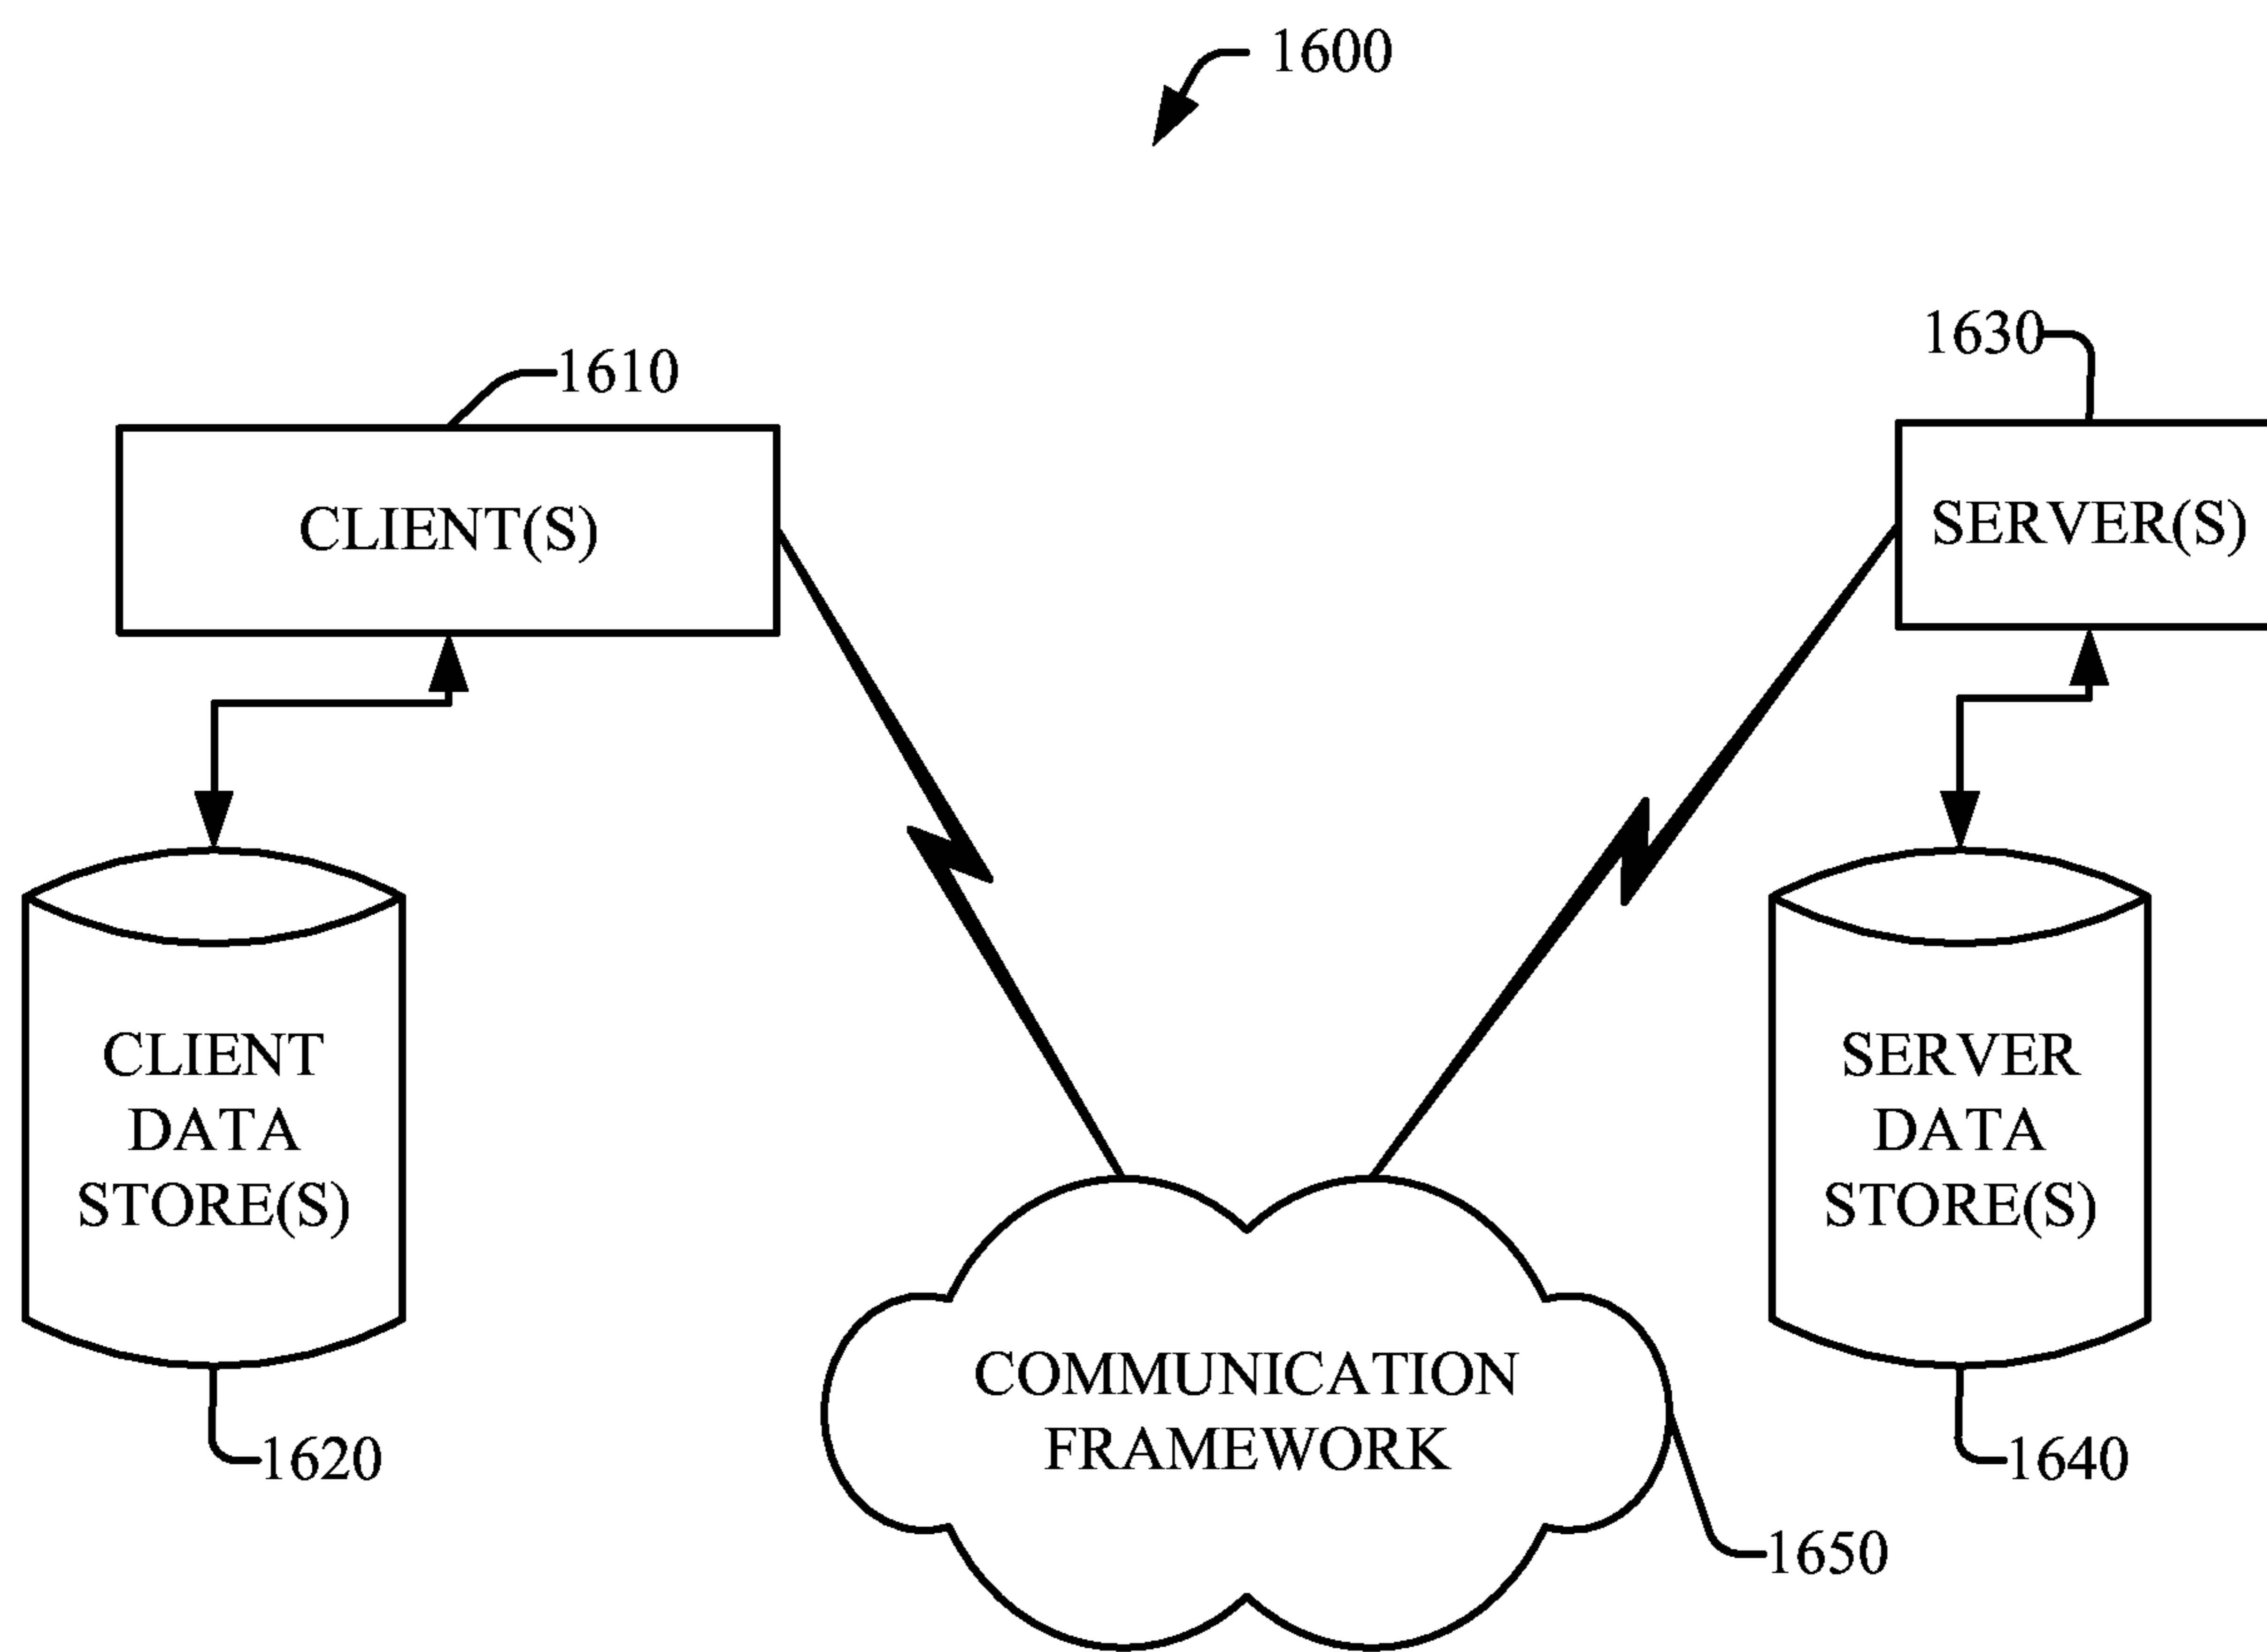 1600
1610
1630
CLIENT(S)
SERVER(S)
CLIENT
DATA
STORE(S)
SERVER
DATA
STORE(S)
COMMUNICATION
FRAMEWORK
1620
1640
1650